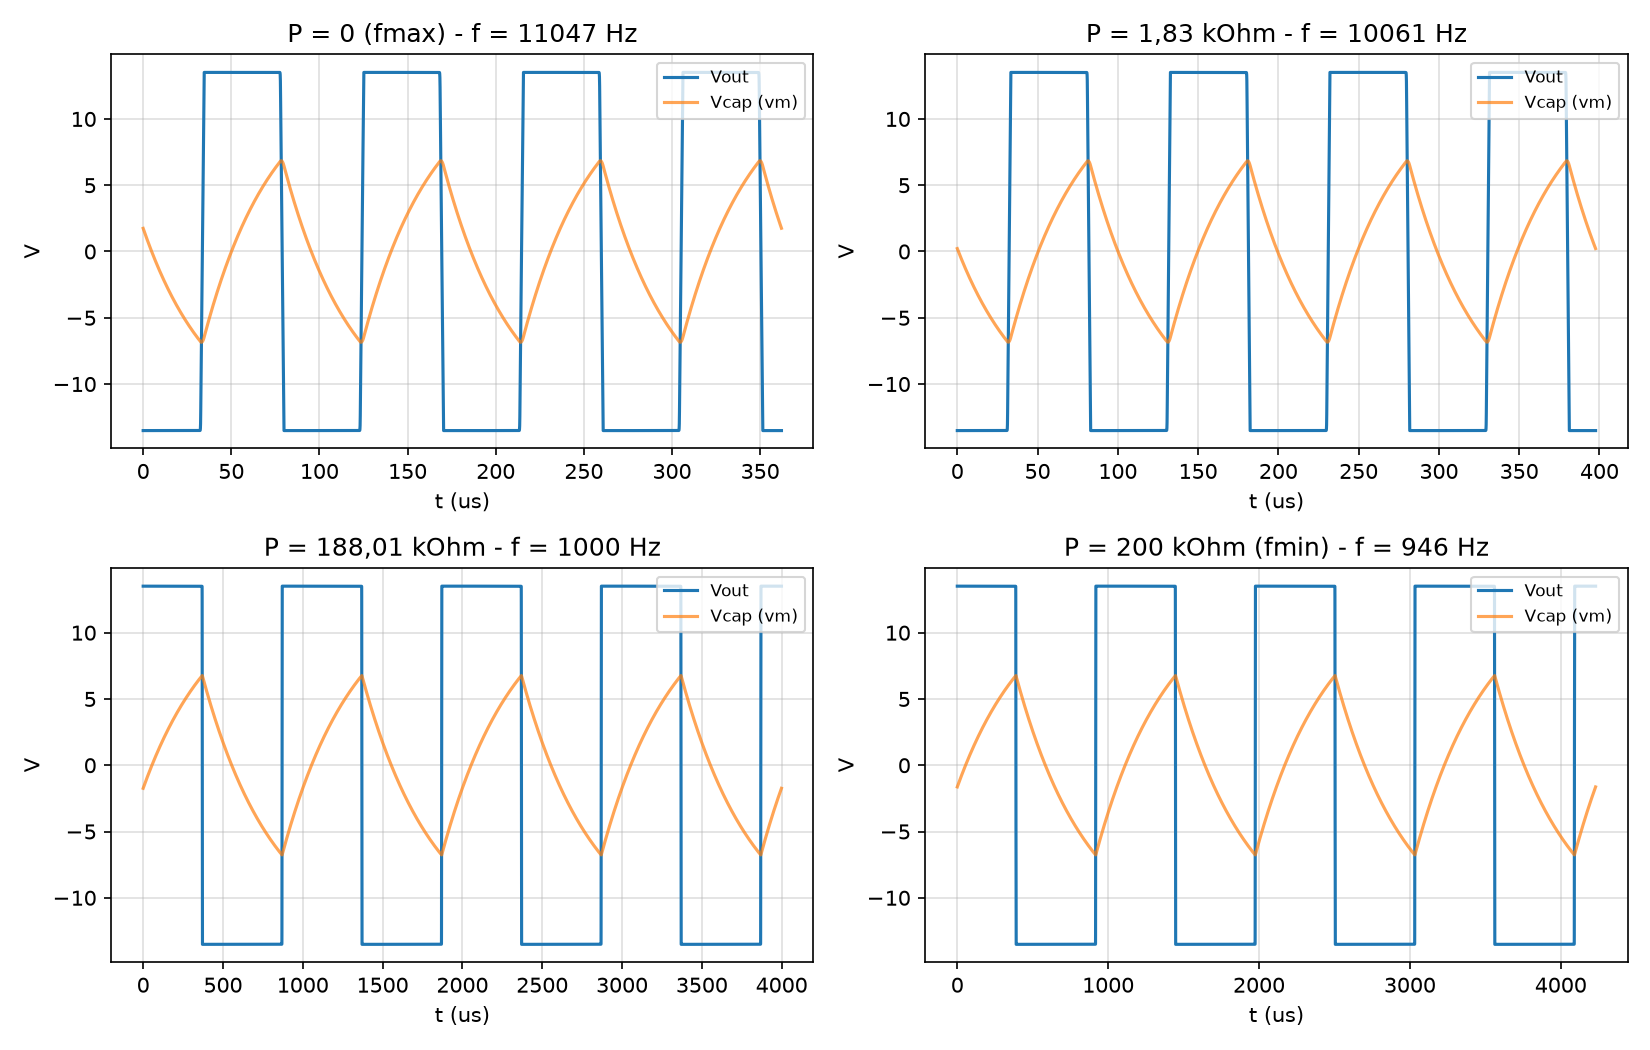 P = 0 (fmax) - f = 11047 Hz
Vout
Vcap (vm)
10
5
0
−5
−10
V
0 50 100 150 200 250 300 350
t (us)
P = 1,83 kOhm - f = 10061 Hz
Vout
Vcap (vm)
10
5
0
−5
−10
V
0 50 100 150 200 250 300 350 400
t (us)
P = 188,01 kOhm - f = 1000 Hz
Vout
Vcap (vm)
10
5
0
−5
−10
V
0 500 1000 1500 2000 2500 3000 3500 4000
t (us)
P = 200 kOhm (fmin) - f = 946 Hz
Vout
Vcap (vm)
10
5
0
−5
−10
V
0 1000 2000 3000 4000
t (us)